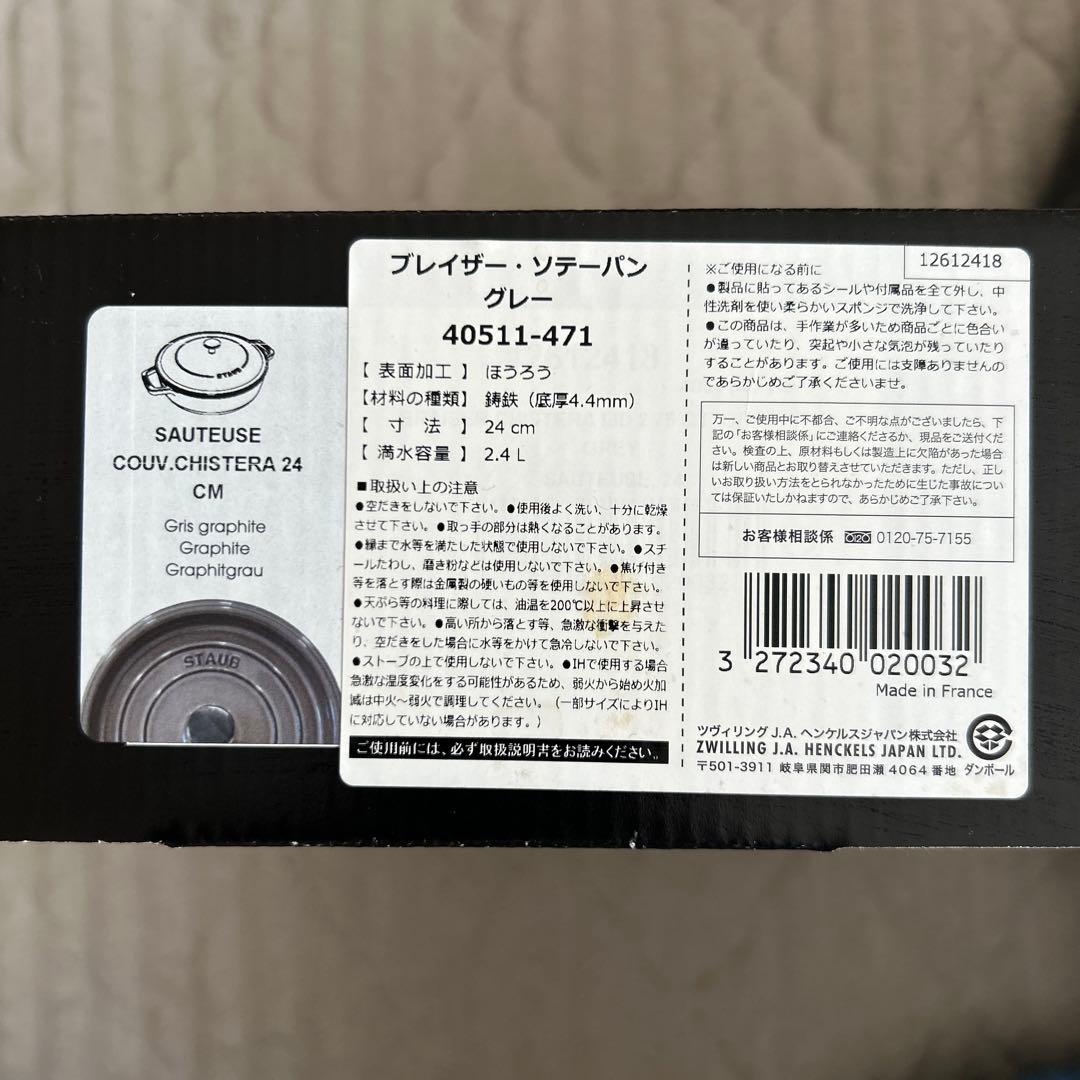 STAUB
SAUTEUSE
COUV.CHISTERA 24
CM
Gris graphite
Graphite
Graphitgrau
STAUB
ブレイザー・ソテーパン
グレー
40511-471
【 表面加工 】 ほうろう
【材料の種類】 鋳鉄（底厚4.4mm）
【 寸 法 】 24 cm
【 満水容量 】 2.4 L
■取扱い上の注意
●空だきをしないで下さい。●使用後よく洗い、十分に乾燥
させて下さい。●取っ手の部分は熱くなることがあります。
●縁まで水等を満たした状態で使用しないで下さい。●スチ
ールたわし、磨き粉などは使用しないで下さい。●焦げ付き
等を落とす際は金属製の硬いもの等を使用しないで下さい。
●天ぷら等の料理に際しては、油温を200℃以上に上昇させ
ないで下さい。●高い所から落とす等、急激な衝撃を与えた
り、空だきをした場合に水等をかけて急冷しないで下さい。
●ストーブの上で使用しないで下さい。●IHで使用する場合
急激な温度変化をする可能性があるため、弱火から始め火加
減は中火～弱火で調理してください。（一部サイズによりIH
に対応していない場合があります。）
ご使用前には、必ず取扱説明書をお読みください。
12612418
※ご使用になる前に
●製品に貼ってあるシールや付属品を全て外し、中
性洗剤を使い柔らかいスポンジで洗浄して下さい。
●この商品は、手作業が多いため商品ごとに色合い
が違っていたり、突起や小さな気泡が残っていたり
することがあります。ご使用には支障ありませんの
であらかじめご了承くださいませ。
万一、ご使用中に不都合、ご不明な点がございましたら、下
記の「お客様相談係」にご連絡くださるか、現品をご送付くださ
い。検査の上、原材料もしくは製造上に欠陥があった場合
は新しい商品とお取り替えさせていただきます。ただし、正し
いお取り扱い方法をとられなかったために生じた事故につい
ては保証いたしかねますので、あらかじめご了承下さい。
お客様相談係 0120-75-7155
3 272340 020032
Made in France
ツヴィリング J.A. ヘンケルスジャパン株式会社
ZWILLING J.A. HENCKELS JAPAN LTD.
〒501-3911 岐阜県関市肥田瀬 4064 番地 ダンボール